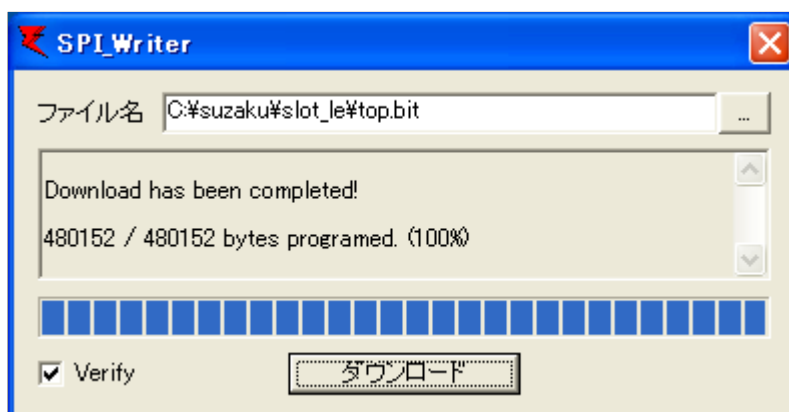 SPI_Writer
ファイル名 C:¥suzaku¥slot_le¥top.bit ...
Download has been completed!
480152 / 480152 bytes programed. (100%)
Verify ダウンロード